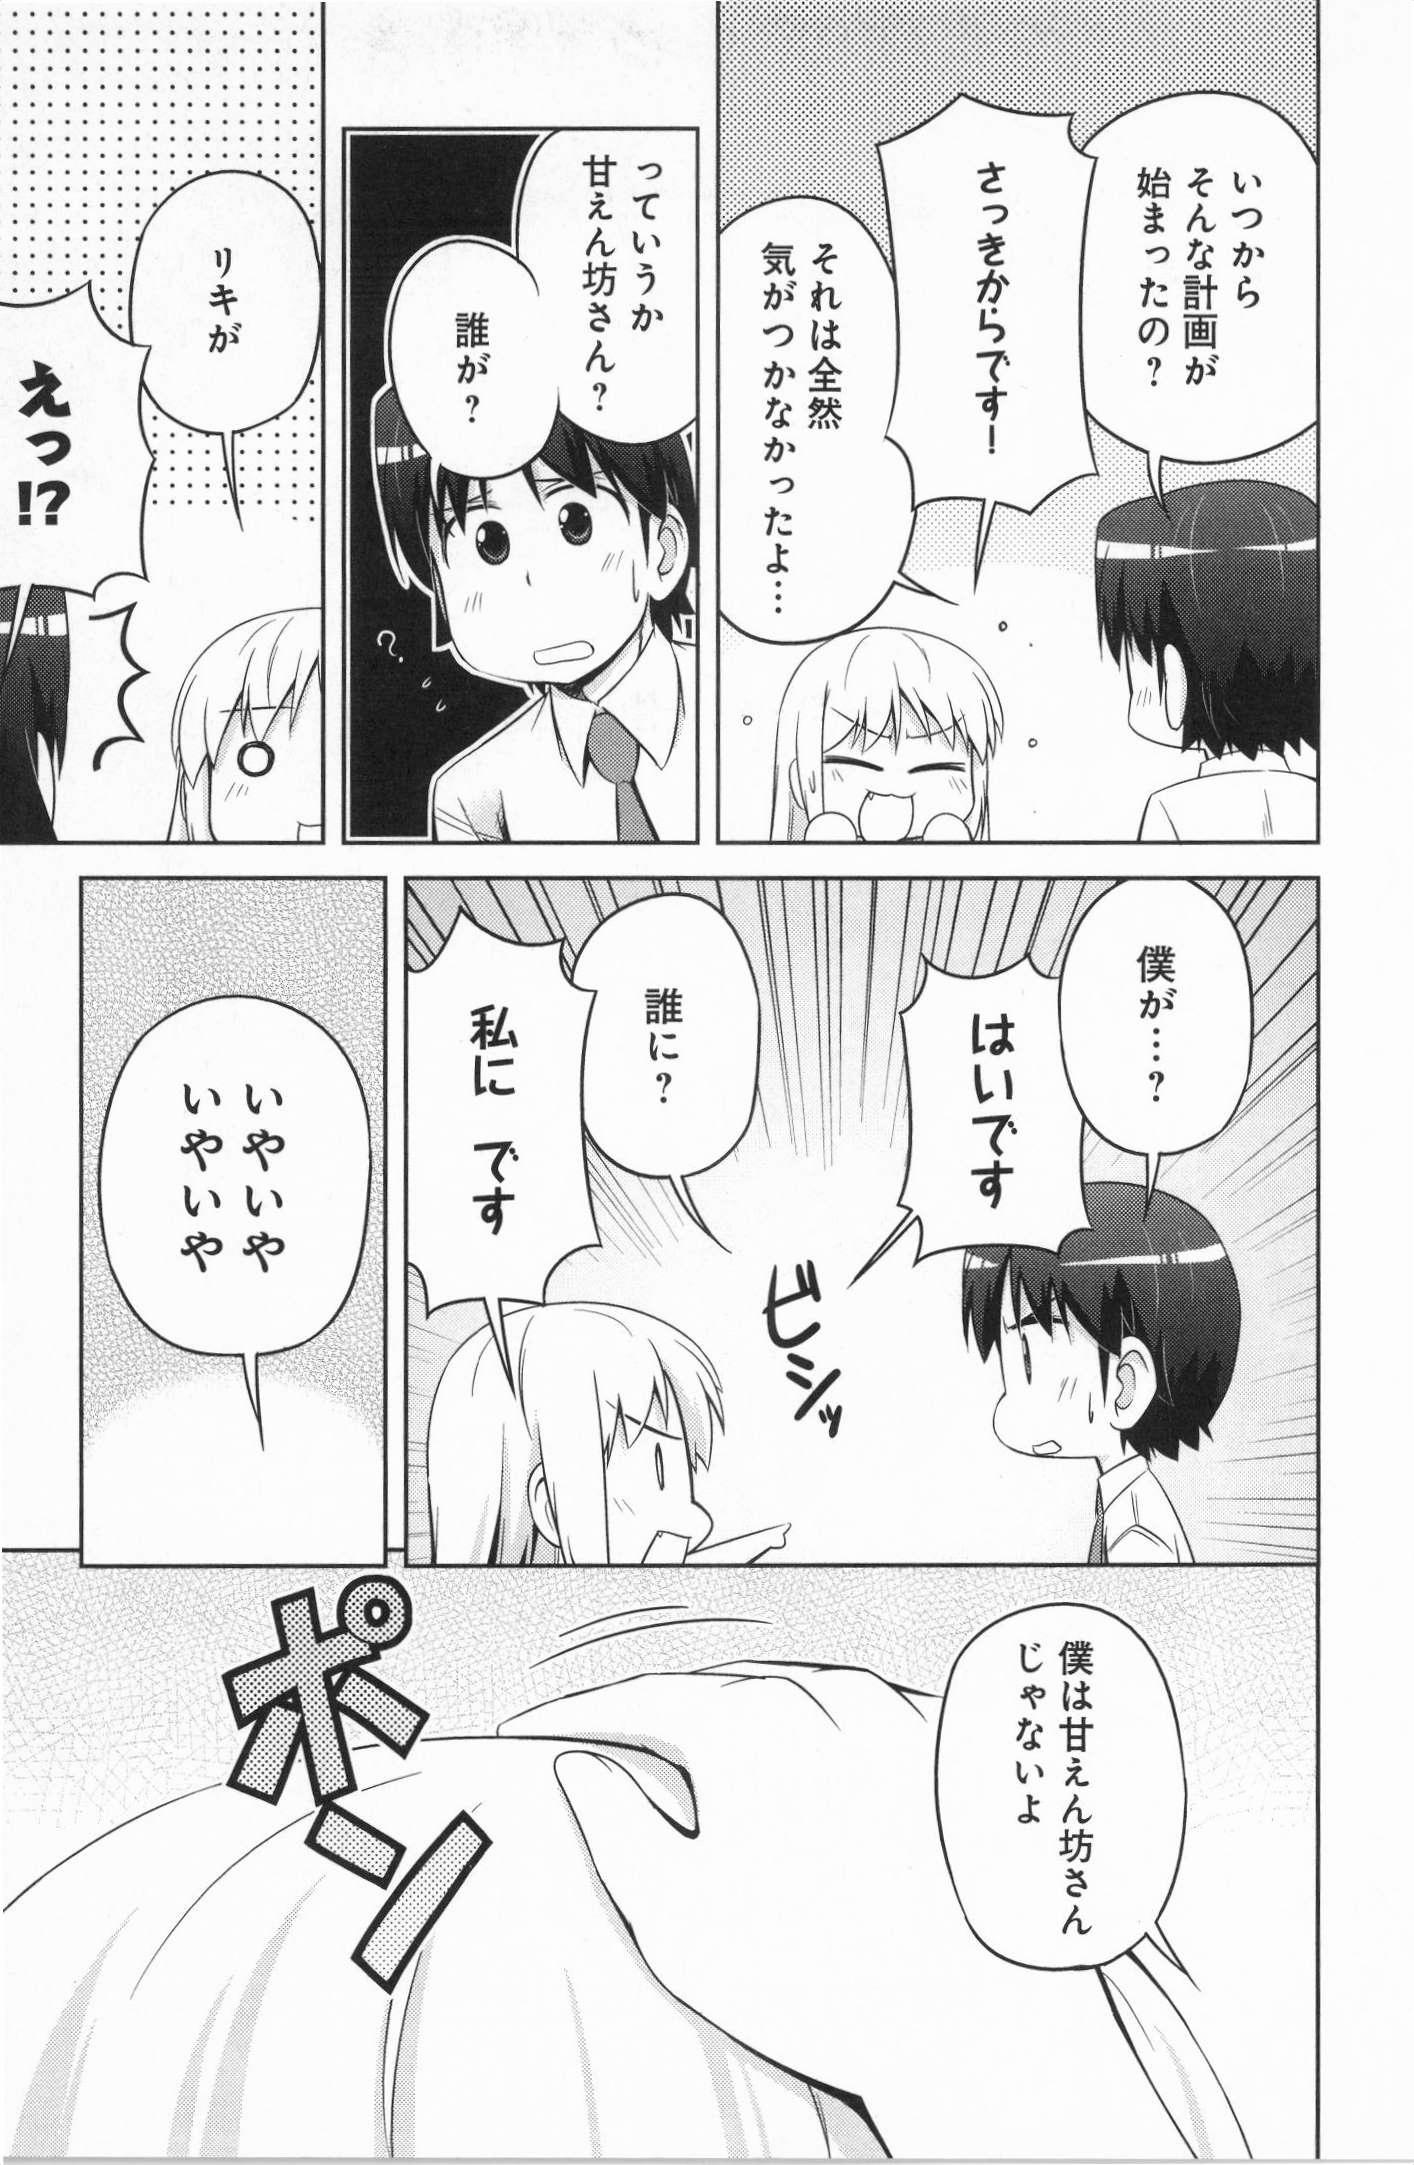 いつから
そんな計画が
始まったの?
さっきからです!
それは全然
気がつかなかったよ…
っていうか
甘えん坊さん?
誰が?
?
リキが
えっ!?
僕が…?
はいです
誰に?
私に です
ビシッ
いやいや
いやいや
僕は甘えん坊さん
じゃないよ
ポン